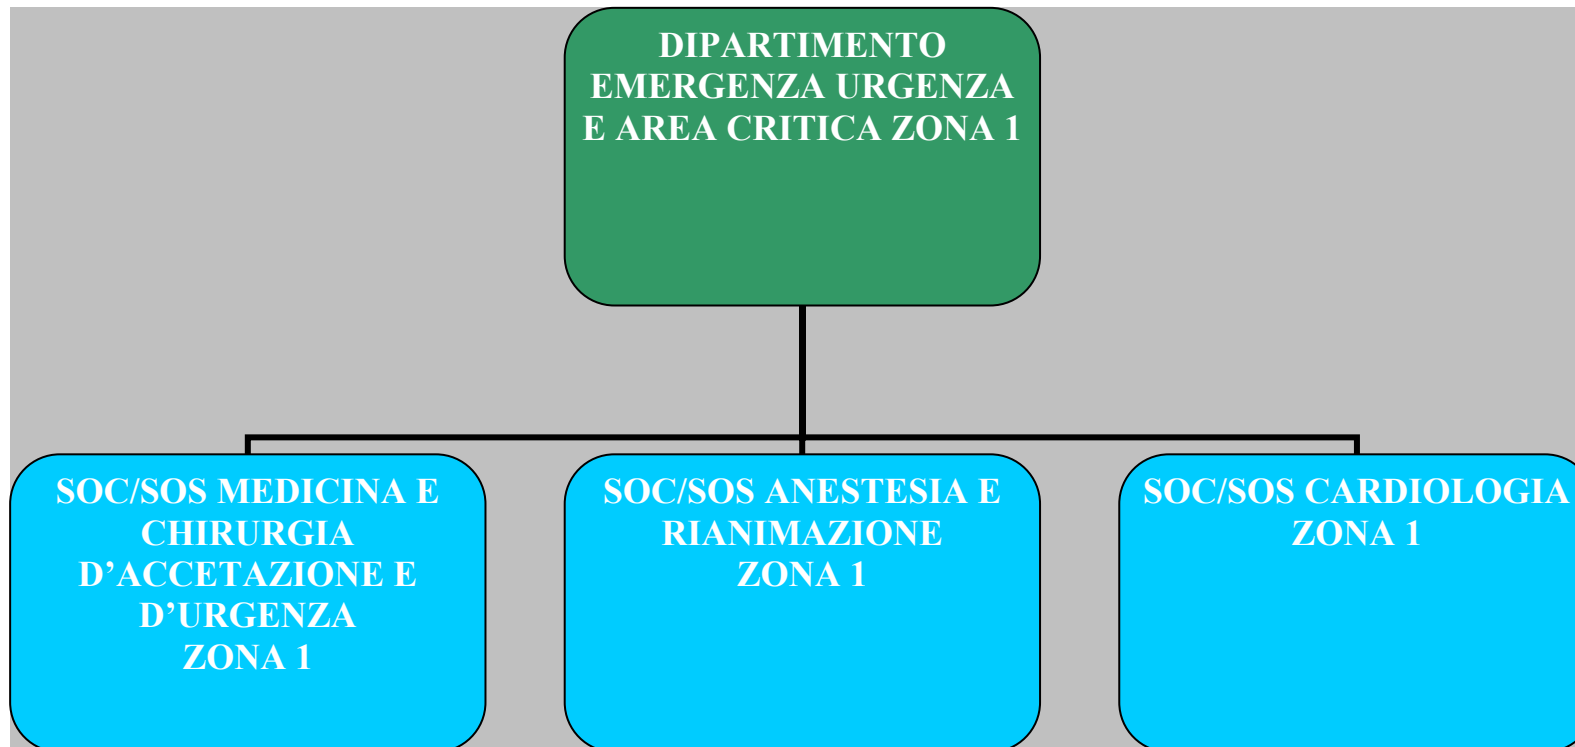 DIPARTIMENTO
EMERGENZA URGENZA
E AREA CRITICA ZONA 1
SOC/SOS MEDICINA E
CHIRURGIA
D’ACCETAZIONE E
D’URGENZA
ZONA 1
SOC/SOS ANESTESIA E
RIANIMAZIONE
ZONA 1
SOC/SOS CARDIOLOGIA
ZONA 1